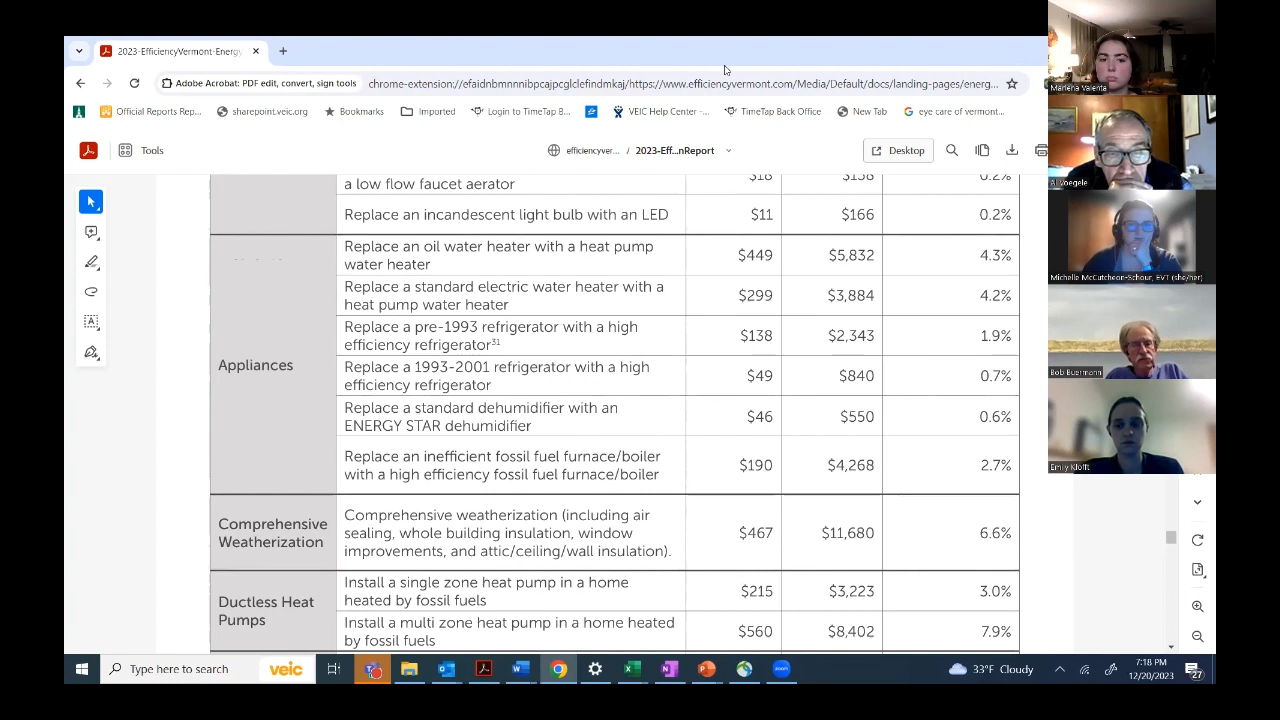 2023-EfficiencyVermont-Energy
Adobe Acrobat: PDF edit, convert, sign tools
https://www.efficiencyvermont.com/Media/Default/docs/landing-pages/energ...
Official Reports Rep...
sharepoint.veic.org
Bookmarks
Imported
Login to TimeTap B...
VEIC Help Center -...
TimeTap Back Office
New Tab
eye care of vermont...
Tools
efficiencyver... / 2023-Eff...nReport
Desktop
a low flow faucet aerator
$18 $138 0.2%
Replace an incandescent light bulb with an LED $11 $166 0.2%
Appliances
Replace an oil water heater with a heat pump
water heater
$449 $5,832 4.3%
Replace a standard electric water heater with a
heat pump water heater
$299 $3,884 4.2%
Replace a pre-1993 refrigerator with a high
efficiency refrigerator31
$138 $2,343 1.9%
Replace a 1993-2001 refrigerator with a high
efficiency refrigerator
$49 $840 0.7%
Replace a standard dehumidifier with an
ENERGY STAR dehumidifier
$46 $550 0.6%
Replace an inefficient fossil fuel furnace/boiler
with a high efficiency fossil fuel furnace/boiler
$190 $4,268 2.7%
Comprehensive
Weatherization
Comprehensive weatherization (including air
sealing, whole building insulation, window
improvements, and attic/ceiling/wall insulation).
$467 $11,680 6.6%
Ductless Heat
Pumps
Install a single zone heat pump in a home
heated by fossil fuels
$215 $3,223 3.0%
Install a multi zone heat pump in a home heated
by fossil fuels
$560 $8,402 7.9%
Marlena Valenta
Al Voegele
Michelle McCutcheon-Schour, EVT (she/her)
Bob Buermann
Emily Klofft
Type here to search
veic
33°F Cloudy
7:18 PM
12/20/2023
27
zoom